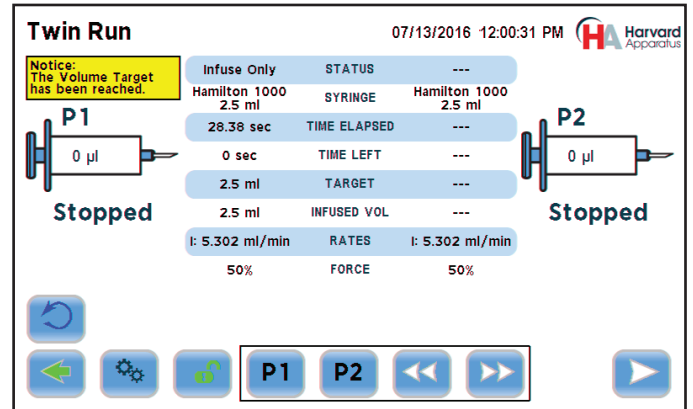 Twin Run
07/13/2016 12:00:31 PM
HA Harvard
Apparatus
Notice:
The Volume Target
has been reached.
Infuse Only STATUS ---
Hamilton 1000
2.5 ml SYRINGE Hamilton 1000
2.5 ml
28.38 sec TIME ELAPSED ---
0 sec TIME LEFT ---
2.5 ml TARGET ---
2.5 ml INFUSED VOL ---
I: 5.302 ml/min RATES I: 5.302 ml/min
50% FORCE 50%
P1
0 µl
Stopped
P2
0 µl
Stopped
P1 P2